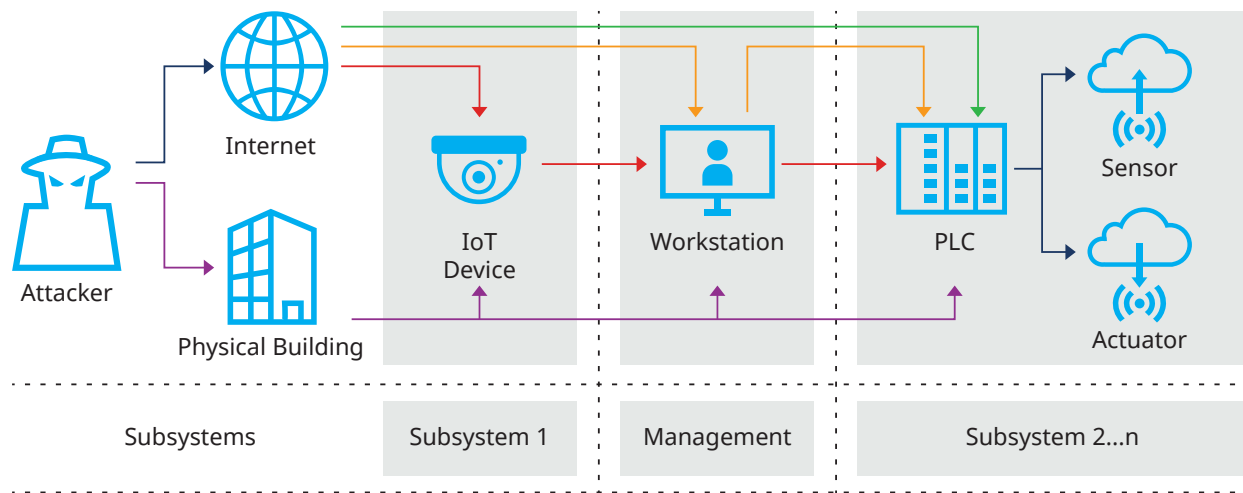 Internet
Sensor
Attacker
IoT
Device
Workstation
PLC
Physical Building
Actuator
Subsystems
Subsystem 1
Management
Subsystem 2...n